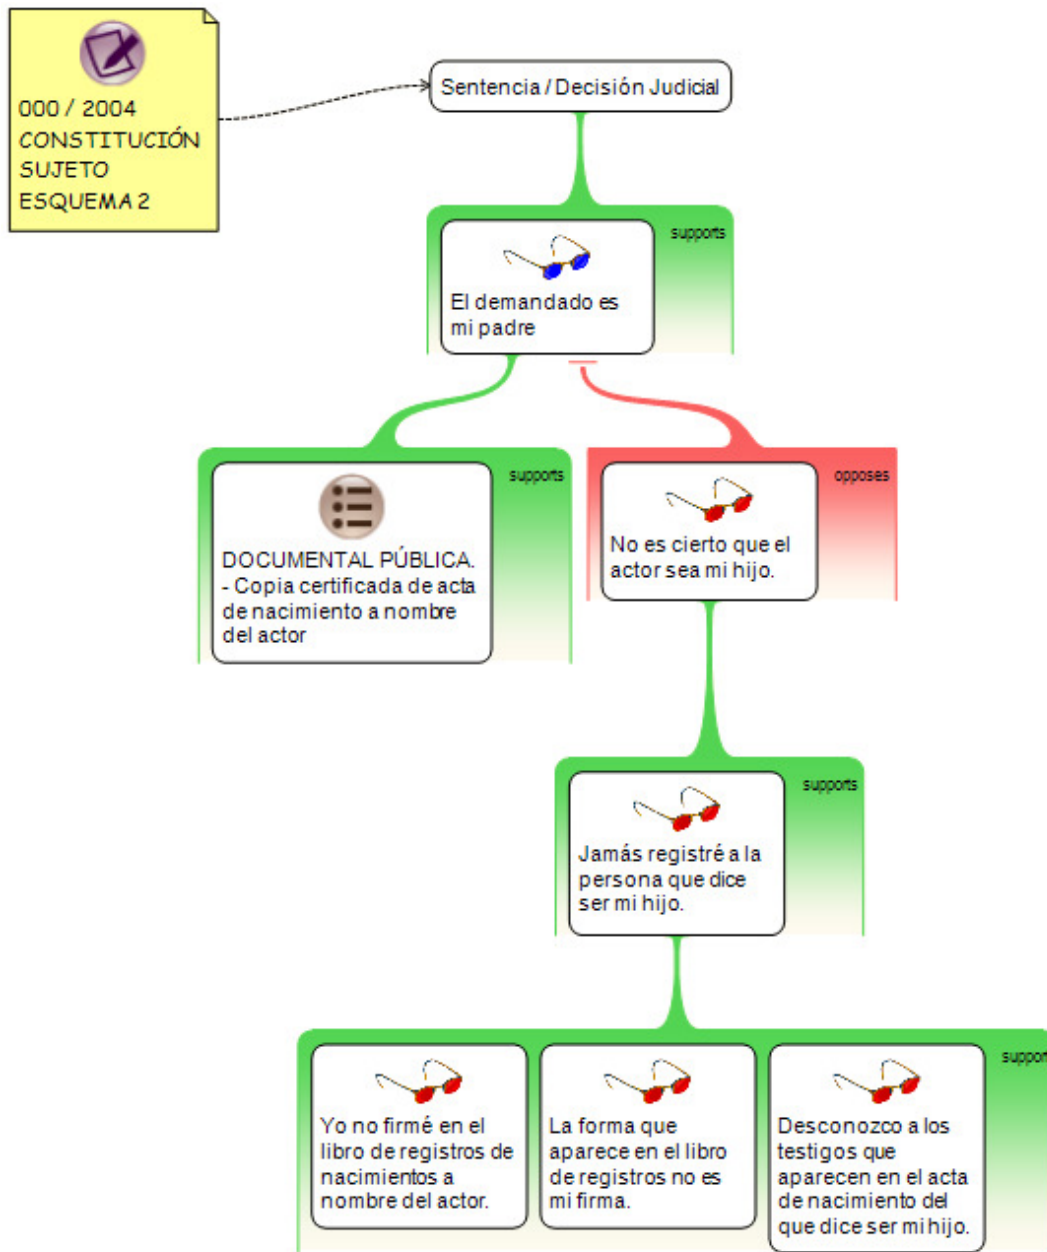 000 / 2004
CONSTITUCIÓN
SUJETO
ESQUEMA 2
Sentencia / Decisión Judicial
supports
El demandado es
mi padre
supports
DOCUMENTAL PÚBLICA.
- Copia certificada de acta
de nacimiento a nombre
del actor
opposes
No es cierto que el
actor sea mi hijo.
supports
Jamás registré a la
persona que dice
ser mi hijo.
support
Yo no firmé en el
libro de registros de
nacimientos a
nombre del actor.
La forma que
aparece en el libro
de registros no es
mi firma.
Desconozco a los
testigos que
aparecen en el acta
de nacimiento del
que dice ser mi hijo.